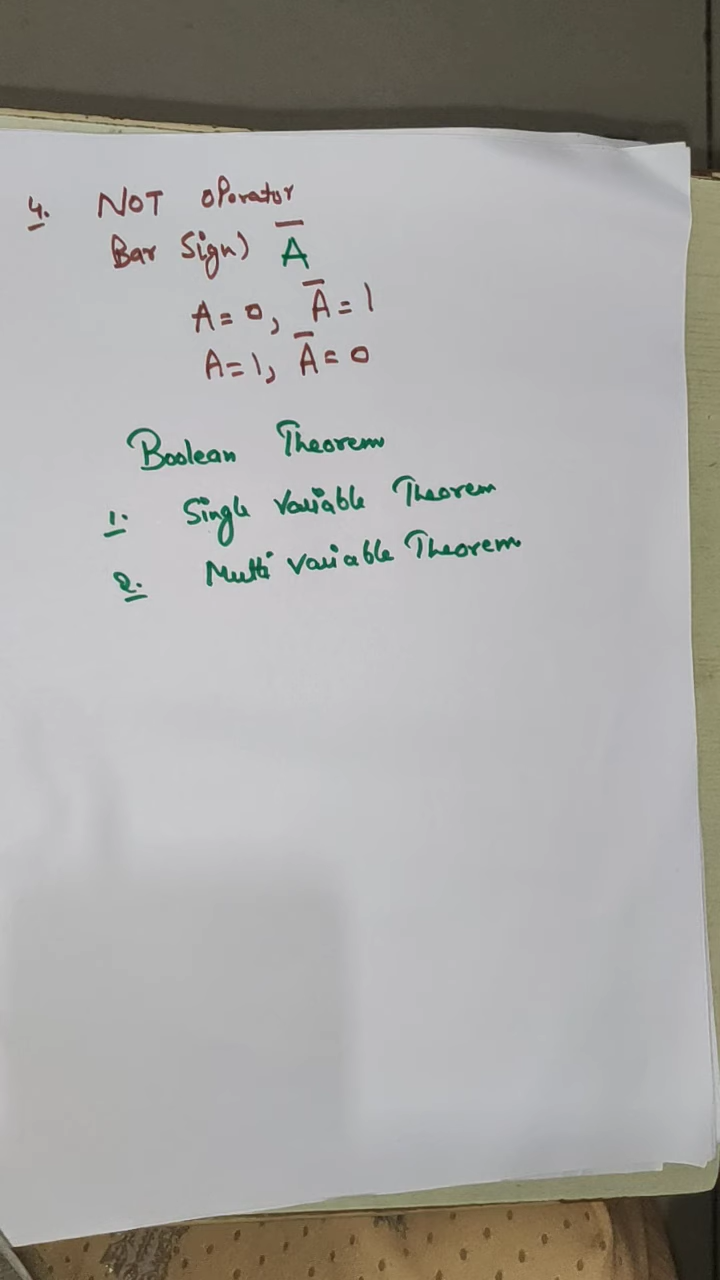 4. NOT Operator
Bar Sign) A̅
A = 0, A̅ = 1
A = 1, A̅ = 0
Boolean Theorem
1. Single Variable Theorem
2. Multi Variable Theorem